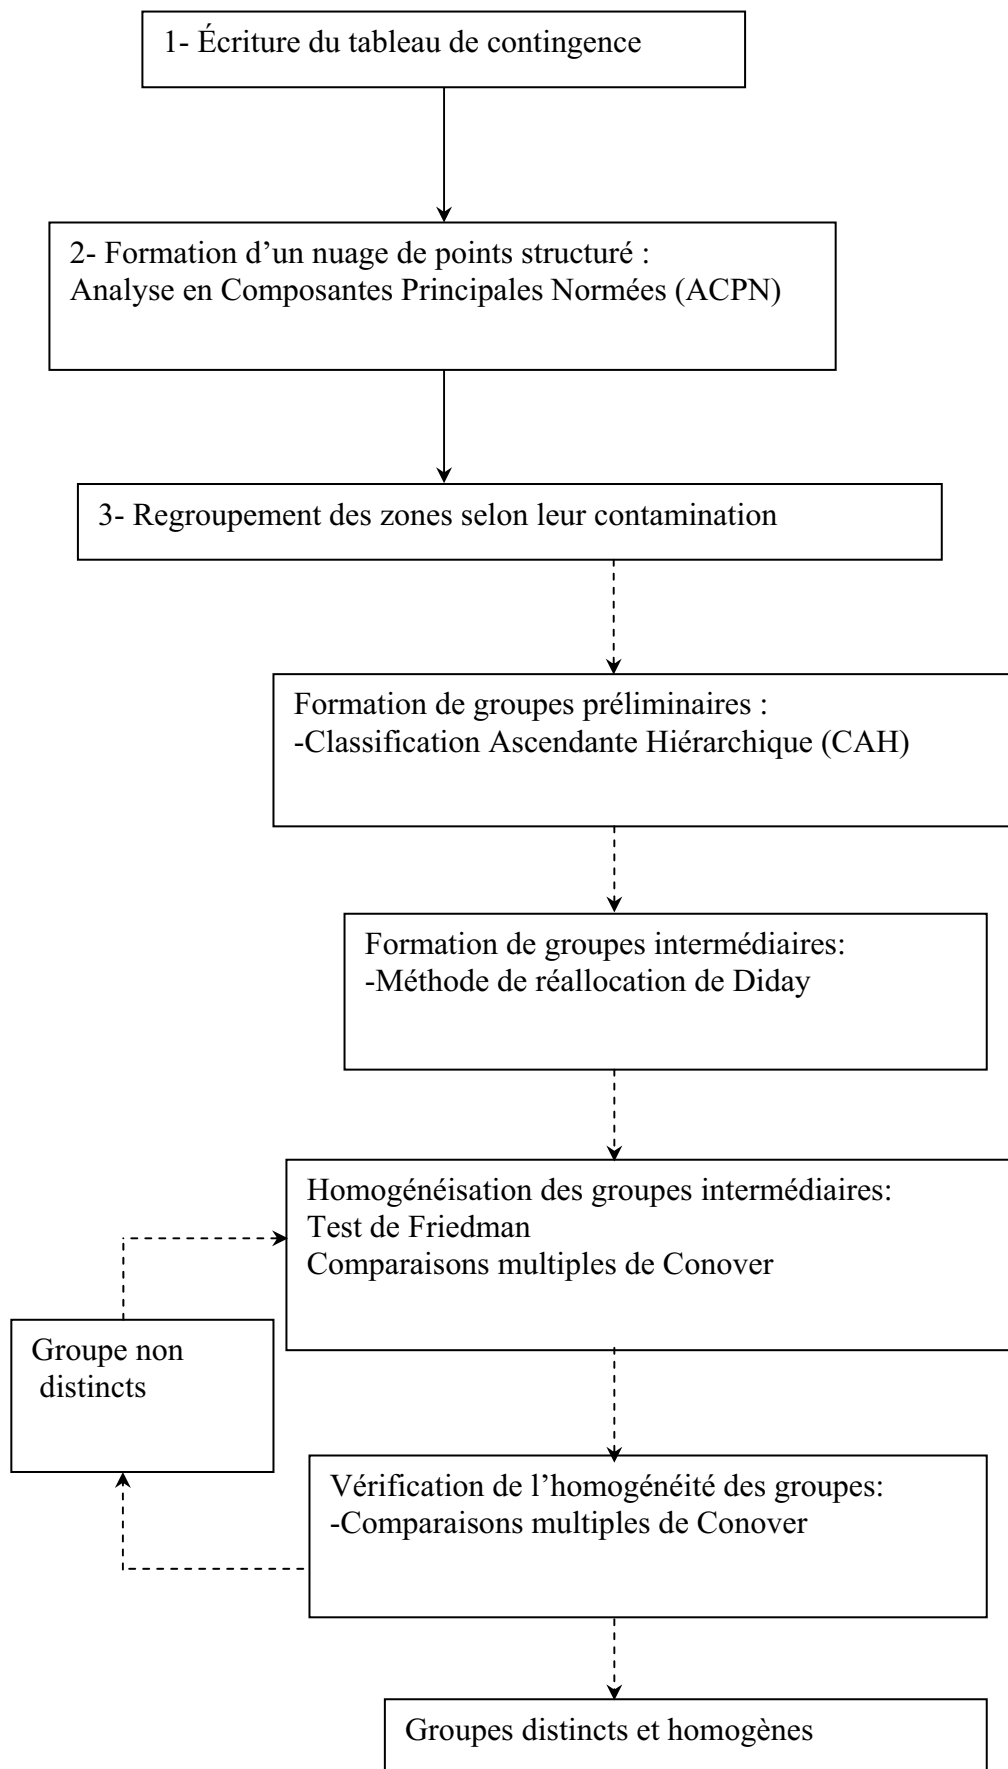 1- Écriture du tableau de contingence
2- Formation d’un nuage de points structuré :
Analyse en Composantes Principales Normées (ACPN)
3- Regroupement des zones selon leur contamination
Formation de groupes préliminaires :
-Classification Ascendante Hiérarchique (CAH)
Formation de groupes intermédiaires:
-Méthode de réallocation de Diday
Homogénéisation des groupes intermédiaires:
Test de Friedman
Comparaisons multiples de Conover
Groupe non
distincts
Vérification de l’homogénéité des groupes:
-Comparaisons multiples de Conover
Groupes distincts et homogènes